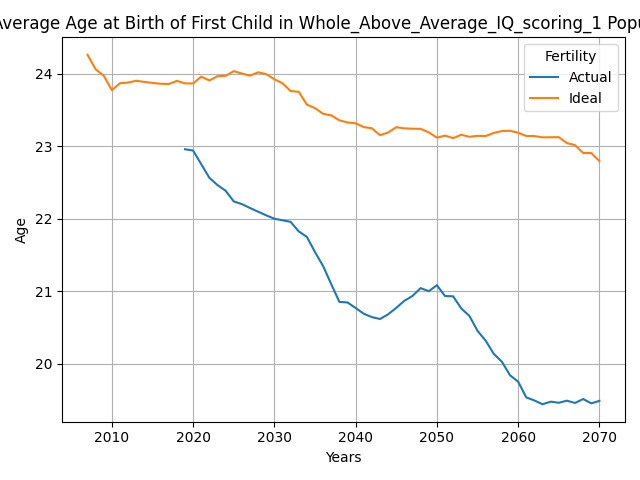 Average Age at Birth of First Child in Whole_Above_Average_IQ_scoring_1 Popu
Fertility
Actual
Ideal
24
23
22
21
20
Age
2010 2020 2030 2040 2050 2060 2070
Years